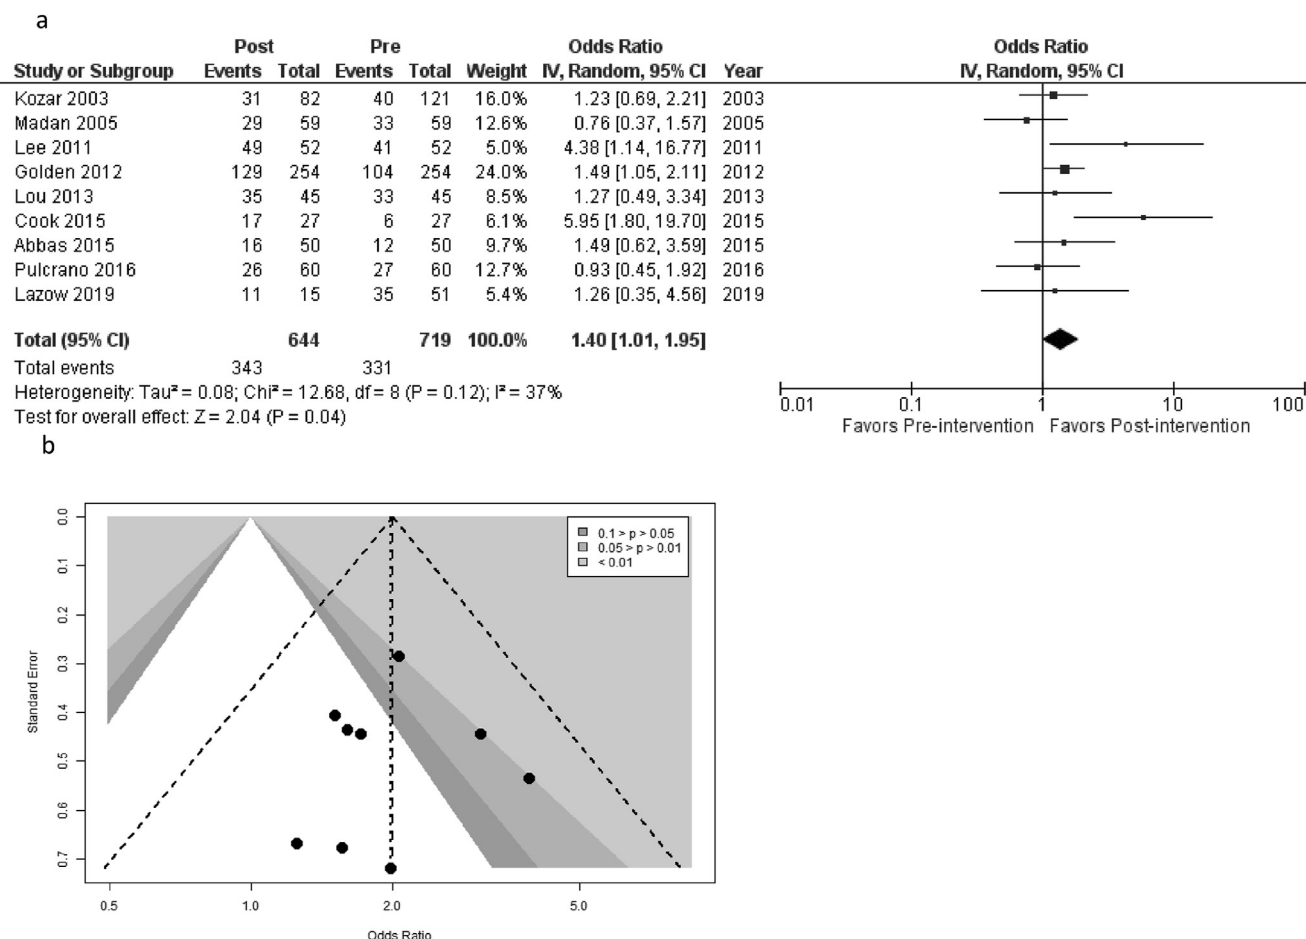 a
Post Pre Odds Ratio Odds Ratio
Study or Subgroup Events Total Events Total Weight IV, Random, 95% CI Year IV, Random, 95% CI
Kozar 2003 31 82 40 121 16.0% 1.23 [0.69, 2.21] 2003
Madan 2005 29 59 33 59 12.6% 0.76 [0.37, 1.57] 2005
Lee 2011 49 52 41 52 5.0% 4.38 [1.14, 16.77] 2011
Golden 2012 129 254 104 254 24.0% 1.49 [1.05, 2.11] 2012
Lou 2013 35 45 33 45 8.5% 1.27 [0.49, 3.34] 2013
Cook 2015 17 27 6 27 6.1% 5.95 [1.80, 19.70] 2015
Abbas 2015 16 50 12 50 9.7% 1.49 [0.62, 3.59] 2015
Pulcrano 2016 26 60 27 60 12.7% 0.93 [0.45, 1.92] 2016
Lazow 2019 11 15 35 51 5.4% 1.26 [0.35, 4.56] 2019
Total (95% CI) 644 719 100.0% 1.40 [1.01, 1.95]
Total events 343 331
Heterogeneity: Tau² = 0.08; Chi² = 12.68, df = 8 (P = 0.12); I² = 37%
Test for overall effect: Z = 2.04 (P = 0.04)
0.01 0.1 1 10 100
Favors Pre-intervention Favors Post-intervention
b
0.1 > p > 0.05
0.05 > p > 0.01
< 0.01
Standard Error
0.0
0.1
0.2
0.3
0.4
0.5
0.6
0.7
0.5 1.0 2.0 5.0
Odds Ratio